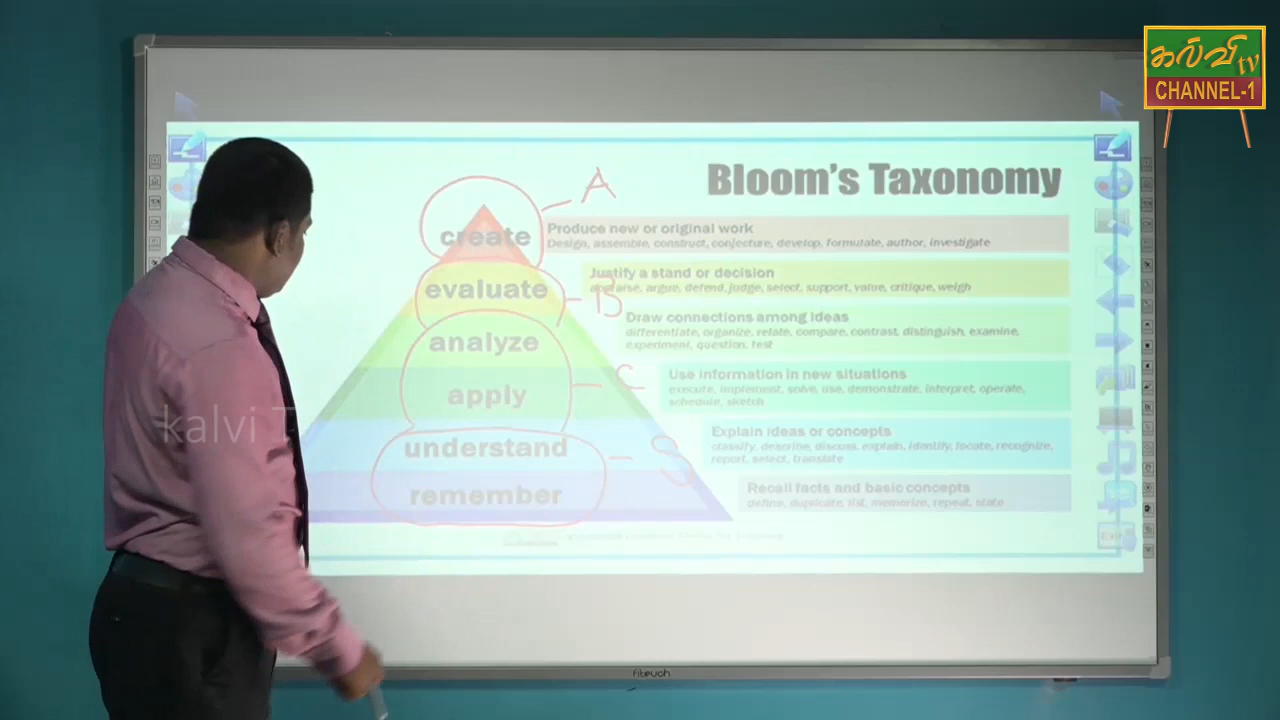 கல்வி tv
CHANNEL-1
Bloom's Taxonomy
A
create
Produce new or original work
Design, assemble, construct, conjecture, develop, formulate, author, investigate
evaluate
B
Justify a stand or decision
appraise, argue, defend, judge, select, support, value, critique, weigh
analyze
Draw connections among ideas
differentiate, organize, relate, compare, contrast, distinguish, examine,
experiment, question, test
apply
C
Use information in new situations
execute, implement, solve, use, demonstrate, interpret, operate,
schedule, sketch
kalvi T
understand
Explain ideas or concepts
classify, describe, discuss, explain, identify, locate, recognize,
report, select, translate
remember
Recall facts and basic concepts
define, duplicate, list, memorize, repeat, state